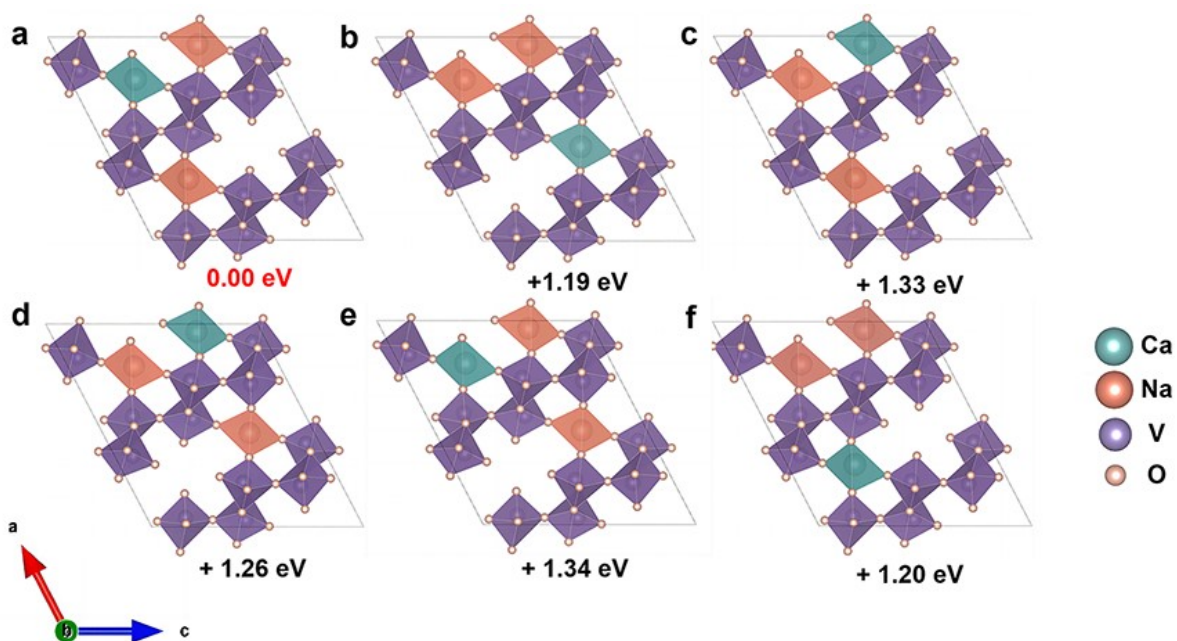 a
b
c
0.00 eV
+1.19 eV
+ 1.33 eV
d
e
f
+ 1.26 eV
+ 1.34 eV
+ 1.20 eV
Ca
Na
V
O
a
b
c